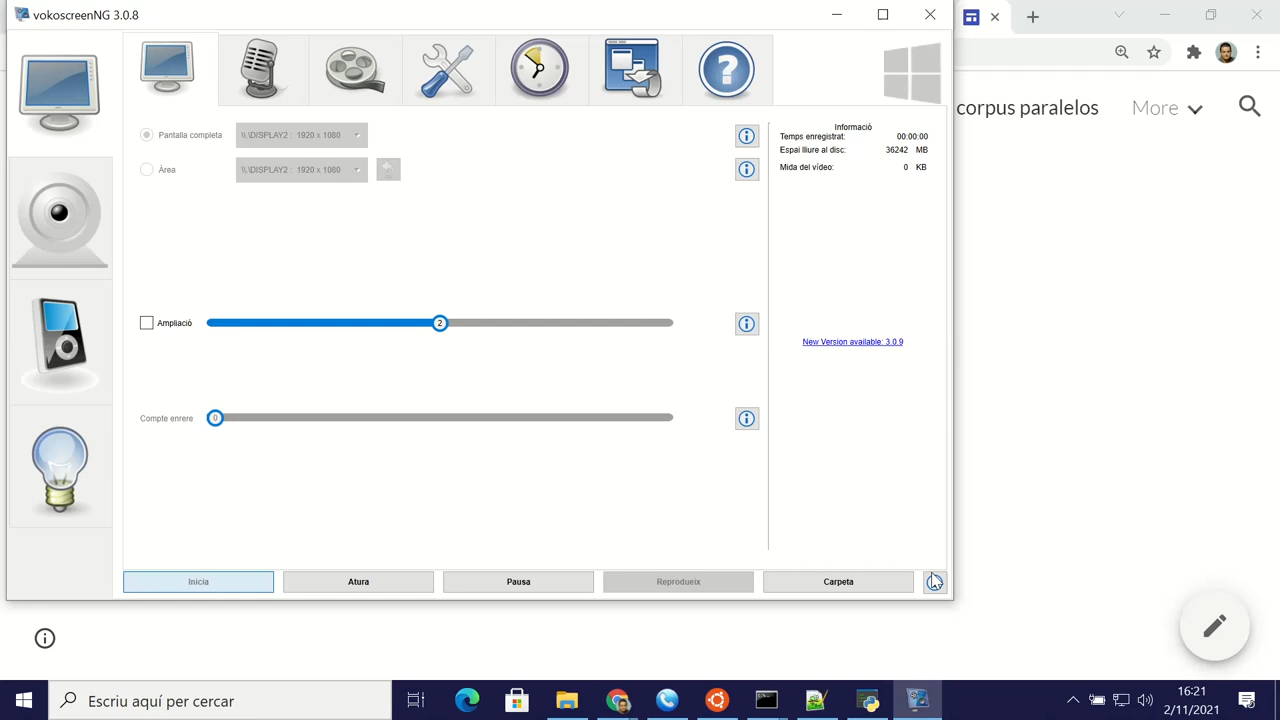 vokoscreenNG 3.0.8
corpus paralelos
More
Pantalla completa
\\.\DISPLAY2 : 1920 x 1080
Àrea
\\.\DISPLAY2 : 1920 x 1080
Informació
Temps enregistrat: 00:00:00
Espai lliure al disc: 36242 MB
Mida del vídeo: 0 KB
Ampliació
2
New Version available: 3.0.9
Compte enrere
0
Inicia
Atura
Pausa
Reprodueix
Carpeta
Escriu aquí per cercar
16:21
2/11/2021